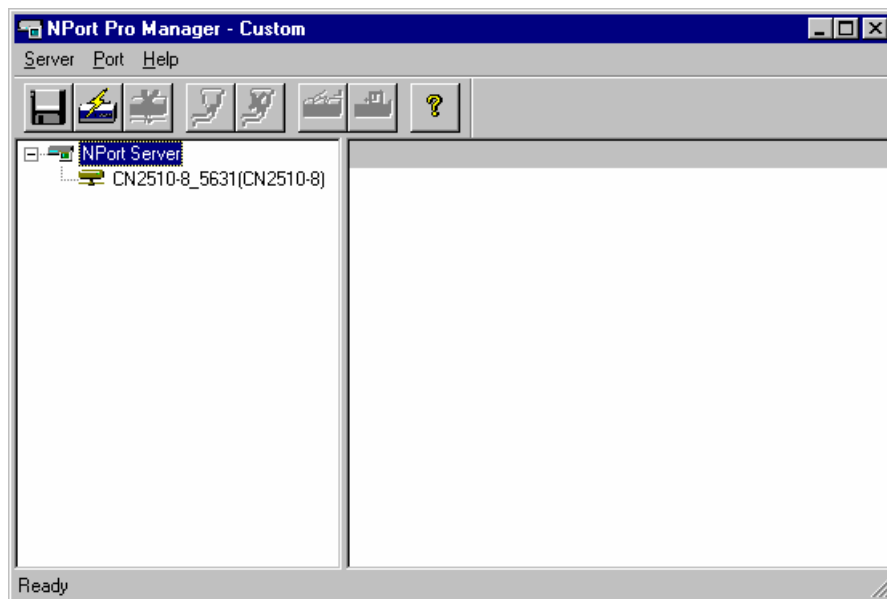 NPort Pro Manager - Custom
Server Port Help
NPort Server
CN2510-8_5631(CN2510-8)
Ready